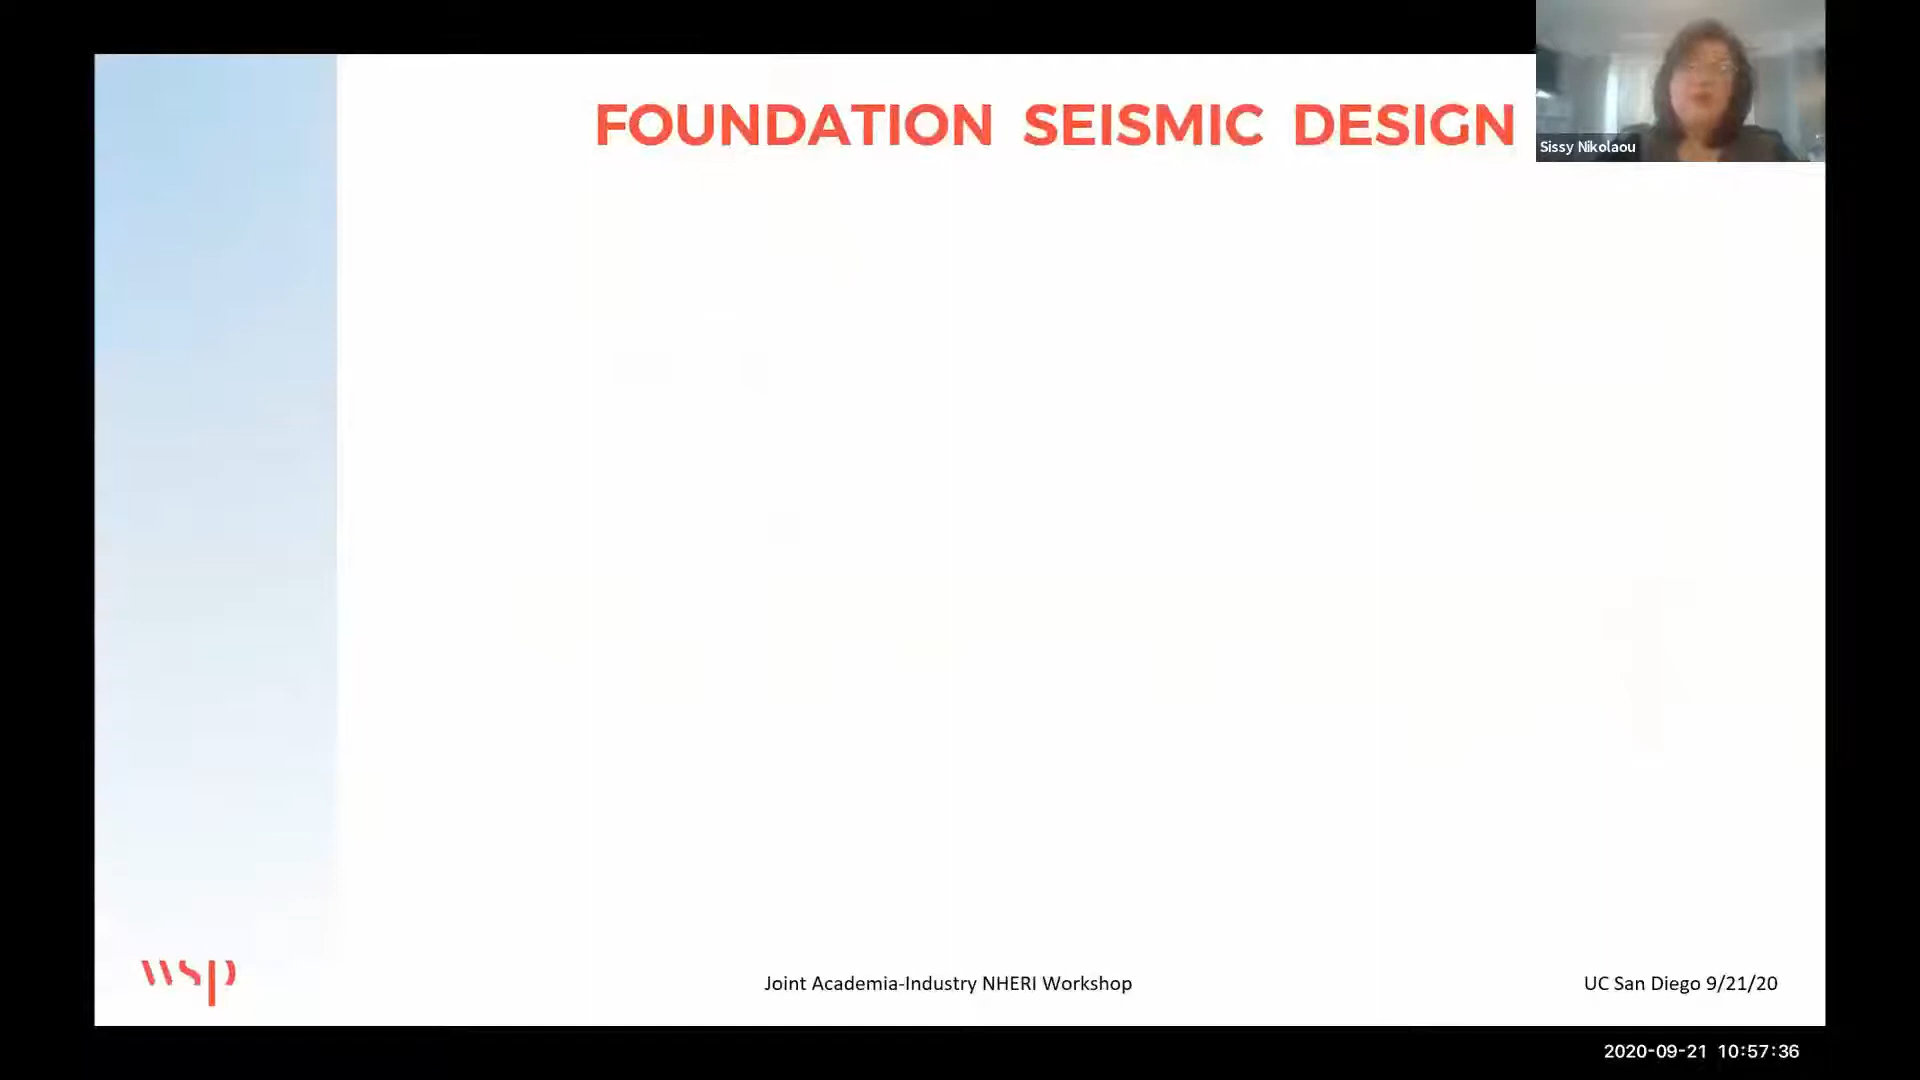 FOUNDATION SEISMIC DESIGN
Sissy Nikolaou
wsp
Joint Academia-Industry NHERI Workshop
UC San Diego 9/21/20
2020-09-21 10:57:36